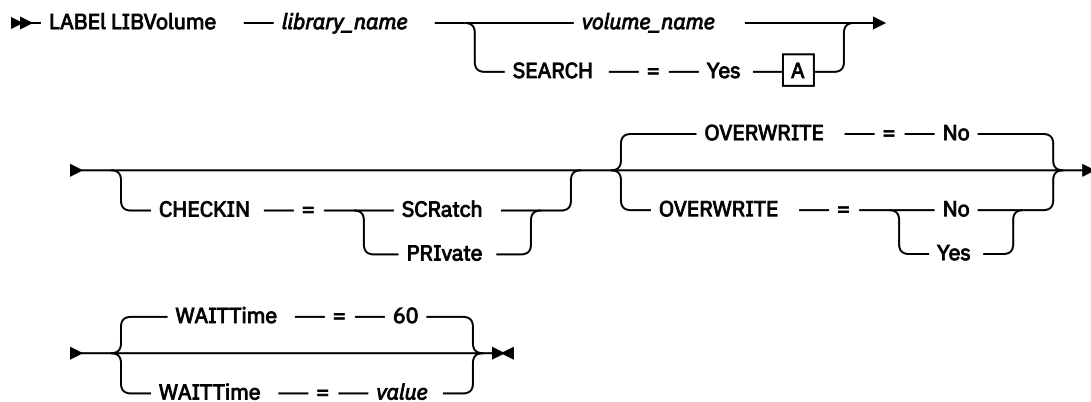 LABEl LIBVolume library_name volume_name
SEARCH = Yes A
OVERWRITE = No
CHECKIN = SCRatch OVERWRITE = No
PRIvate Yes
WAITTime = 60
WAITTime = value